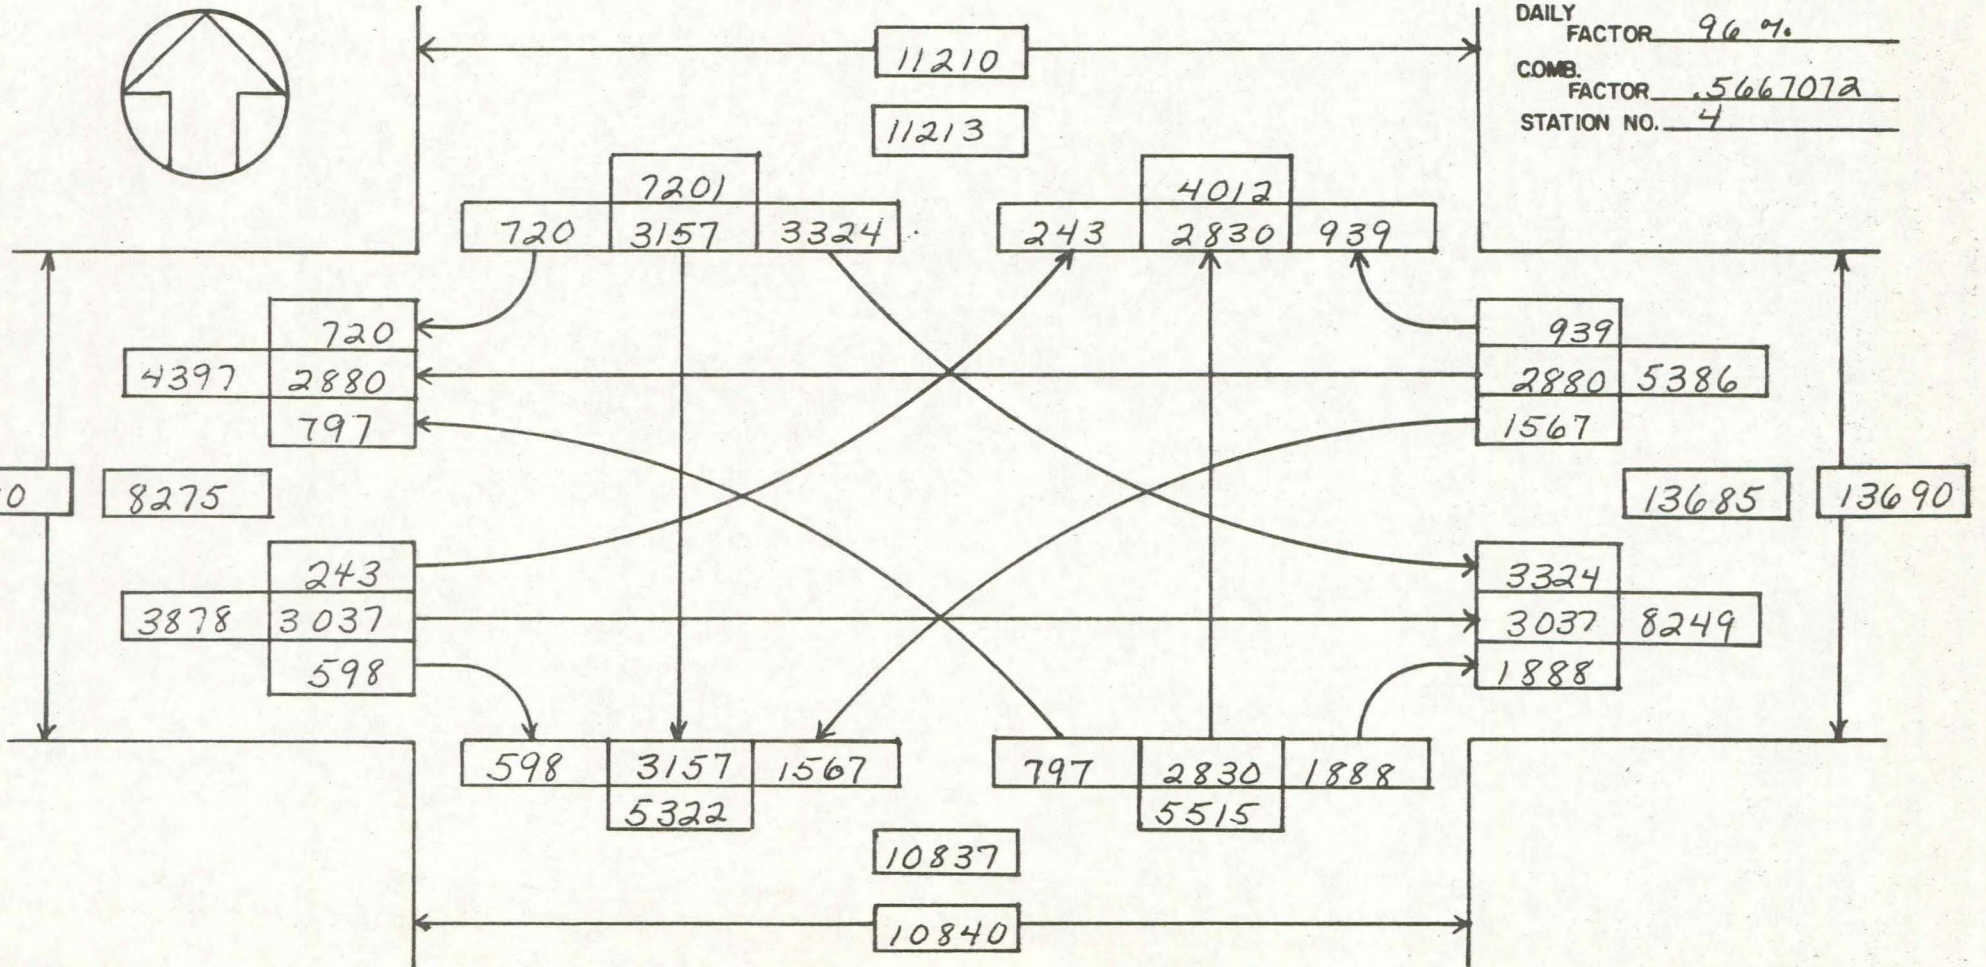 DAILY
FACTOR 96 %
COMB.
FACTOR .5667072
STATION NO. 4
11210
11213
7201
720 3157 3324
4012
243 2830 939
720
4397 2880
797
939
2880 5386
1567
0 8275
13685 13690
243
3878 3037
598
3324
3037 8249
1888
598 3157 1567
5322
797 2830 1888
5515
10837
10840